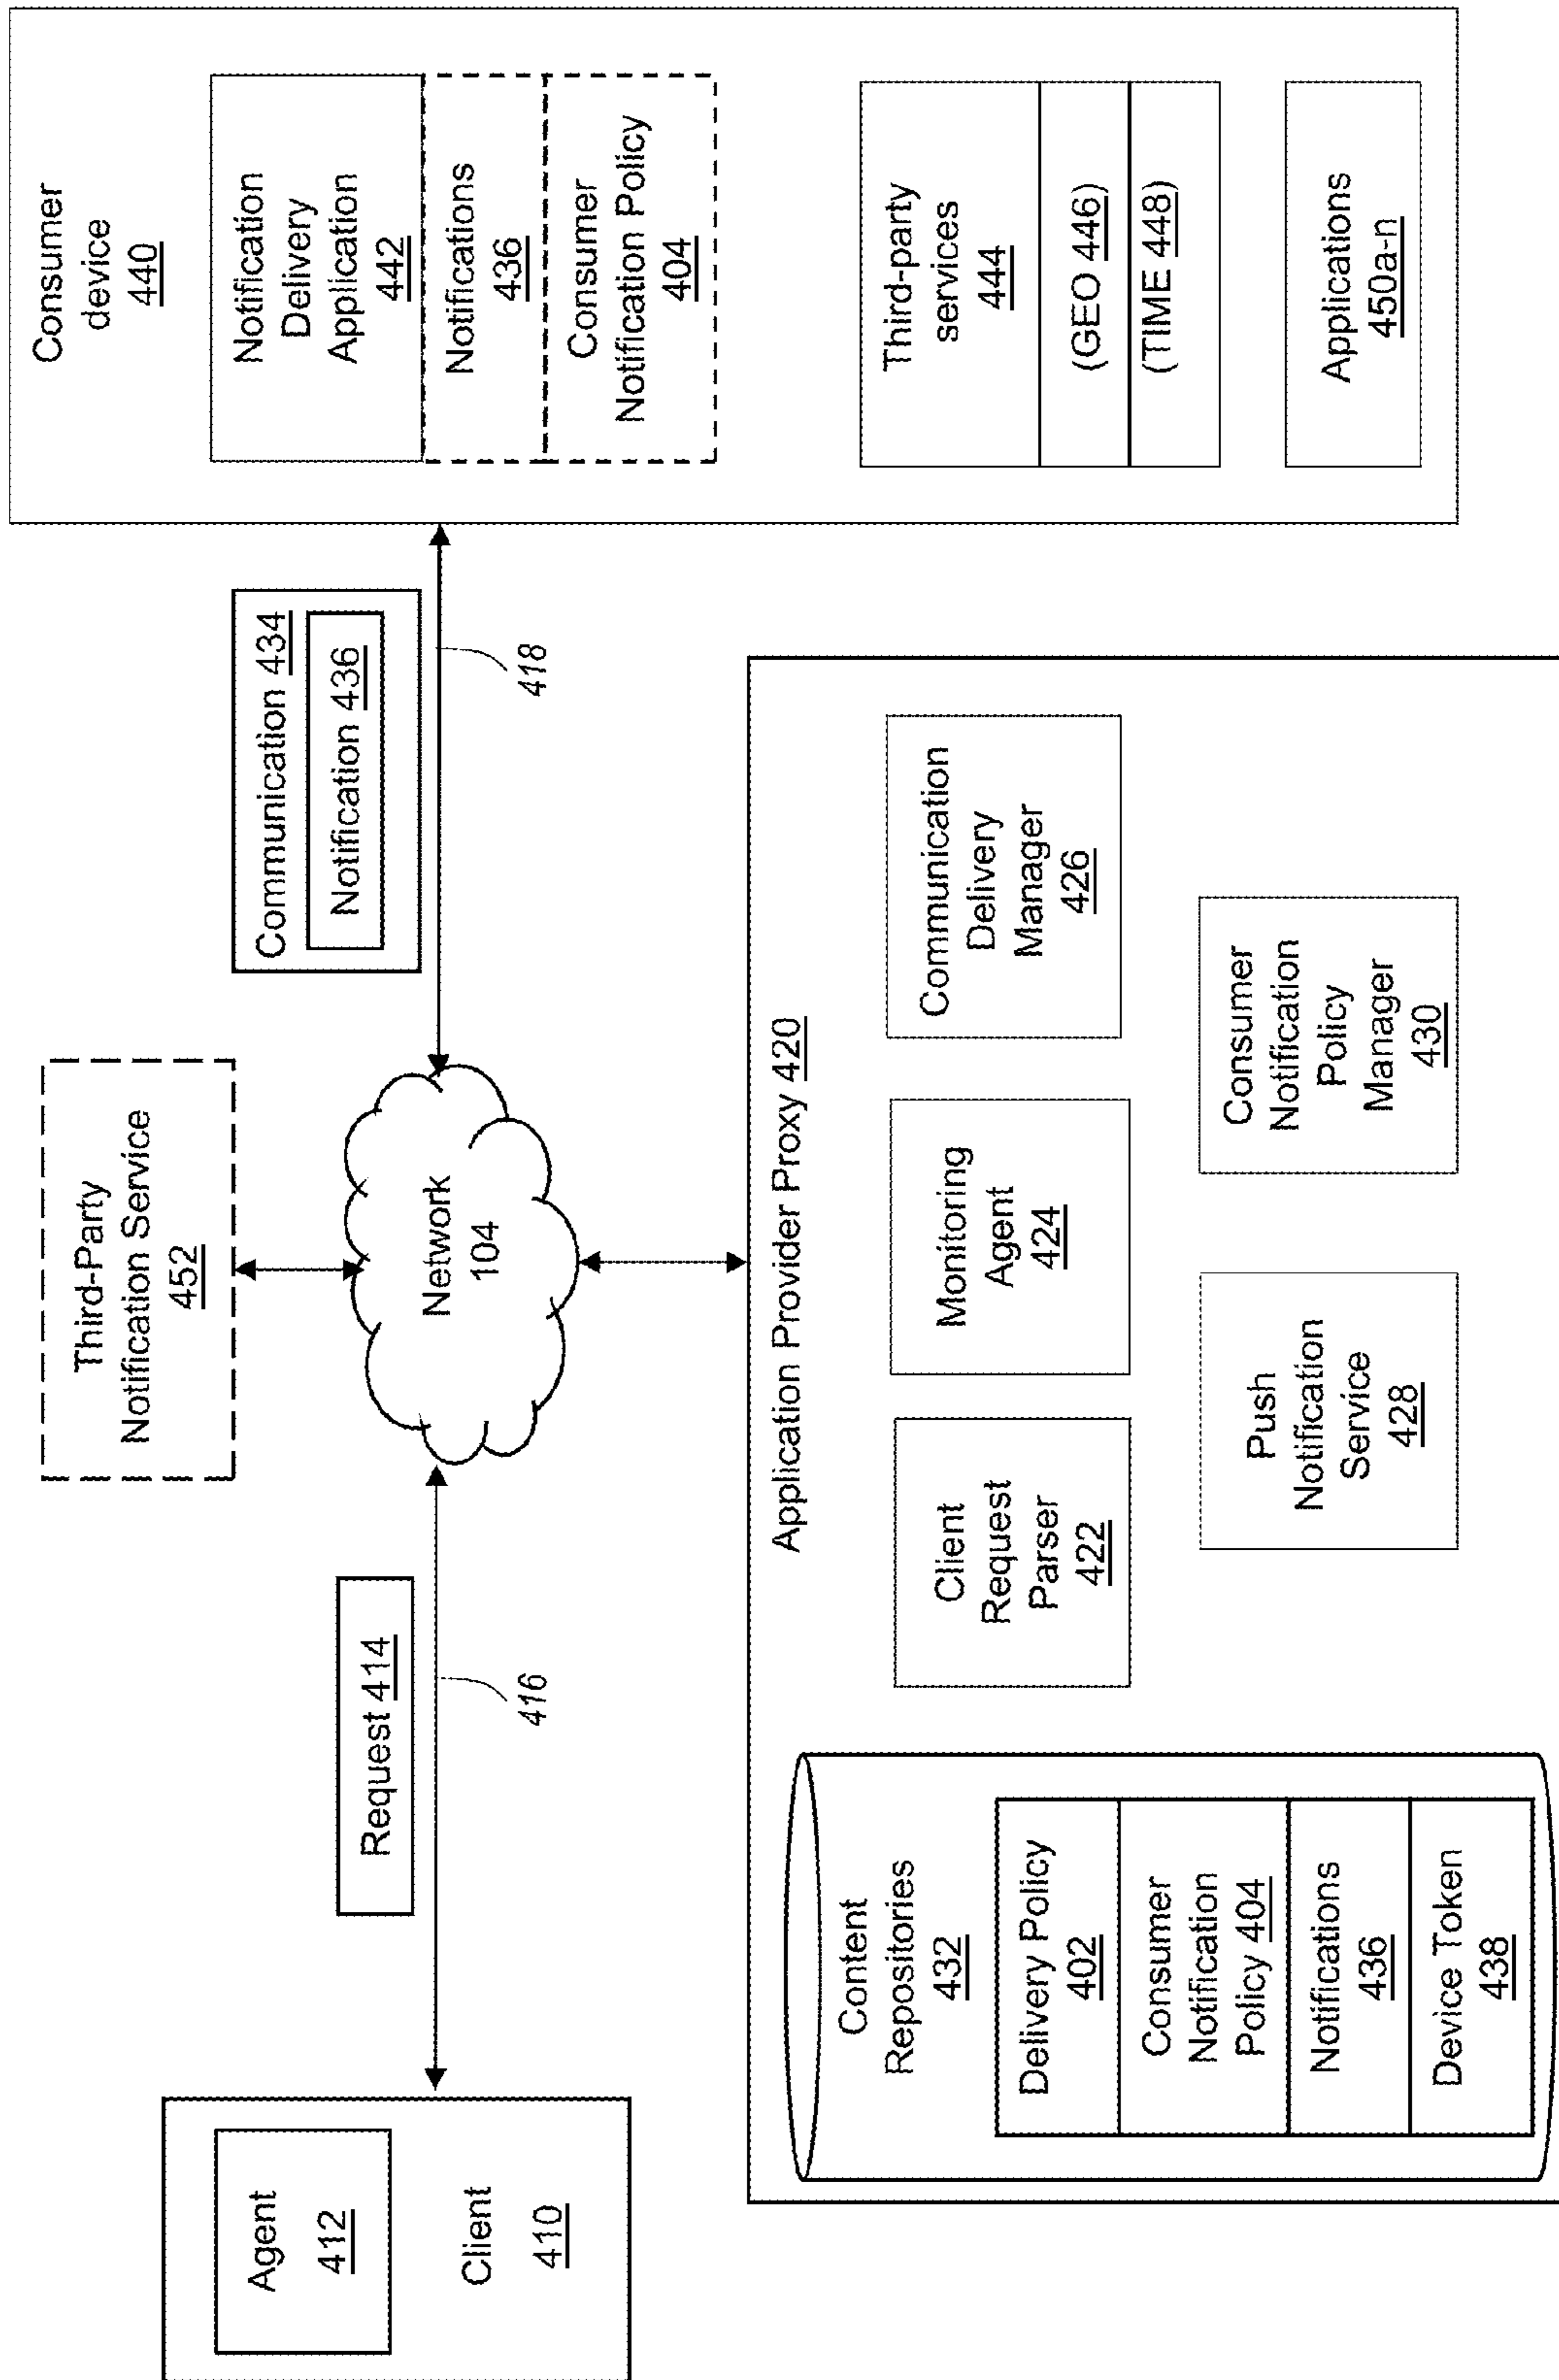 Third-Party
Notification Service
452
Agent
412
Client
410
Request 414
416
Network
104
Communication 434
Notification 436
418
Consumer
device
440
Notification
Delivery
Application
442
Notifications
436
Consumer
Notification Policy
404
Third-party
services
444
(GEO 446)
(TIME 448)
Applications
450a-n
Application Provider Proxy 420
Content
Repositories
432
Delivery Policy
402
Consumer
Notification
Policy 404
Notifications
436
Device Token
438
Client
Request
Parser
422
Monitoring
Agent
424
Communication
Delivery
Manager
426
Push
Notification
Service
428
Consumer
Notification
Policy
Manager
430